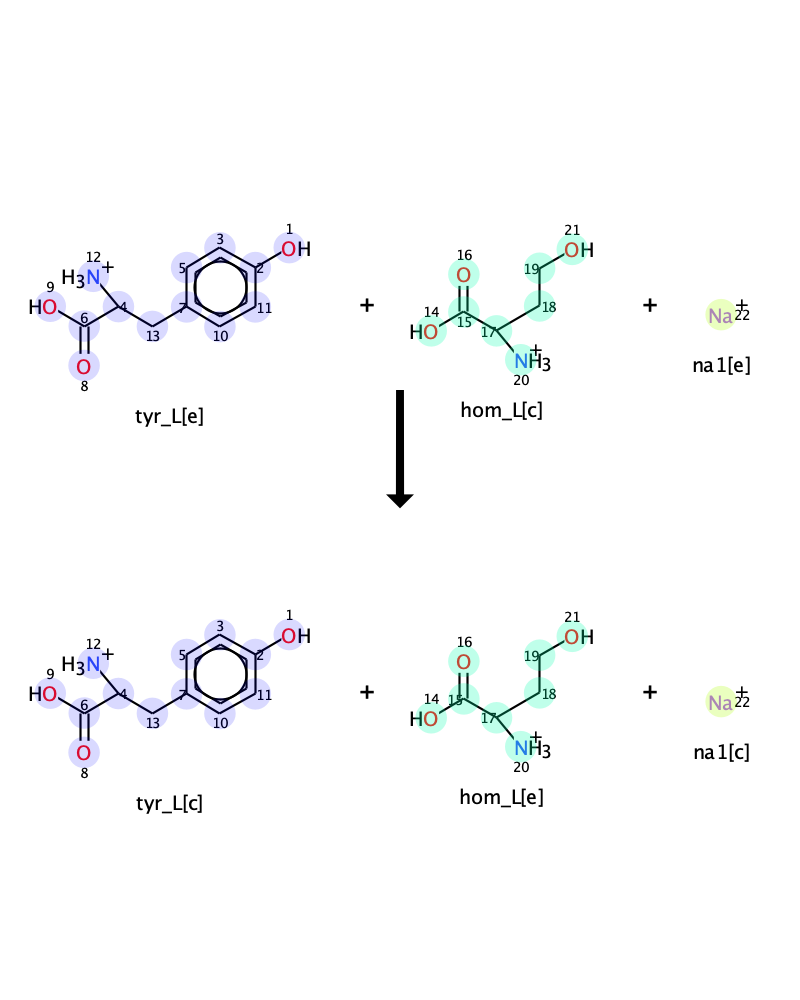 1
OH
3
12
H₃N+
5
2
9
HO
4
7
11
6
13
10
O
8
tyr_L[e]
+
21
OH
16
O
19
18
14
HO
15
17
NH₃+
20
hom_L[c]
+
Na+
22
na1[e]
1
OH
3
12
H₃N+
5
2
9
HO
4
7
11
6
13
10
O
8
tyr_L[c]
+
21
OH
16
O
19
18
14
HO
15
17
NH₃+
20
hom_L[e]
+
Na+
22
na1[c]